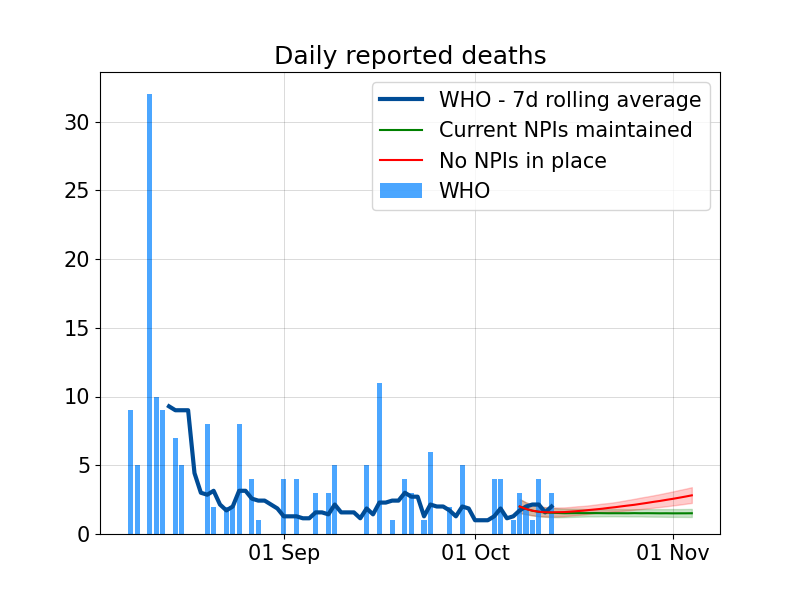 Daily reported deaths
WHO - 7d rolling average
Current NPIs maintained
No NPIs in place
WHO
30
25
20
15
10
5
0
01 Sep
01 Oct
01 Nov